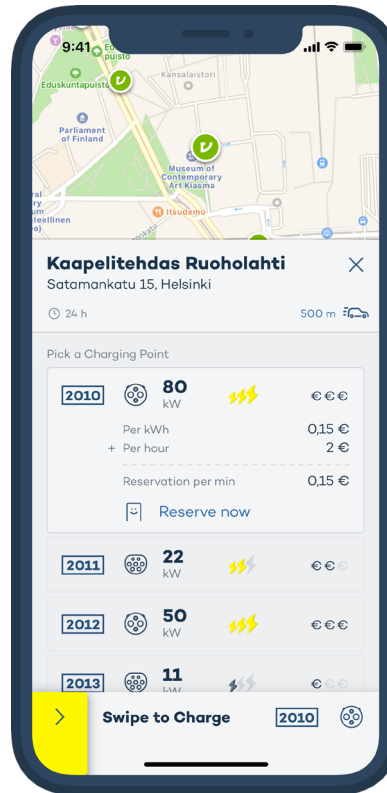 9:41
Eduskuntapuisto
Kansalaistori
Parliament
of Finland
Museum of
Contemporary
Art Kiasma
Itsudemo
Kaapelitehdas Ruoholahti
Satamankatu 15, Helsinki
24 h
500 m
Pick a Charging Point
2010
80
kW
€€€
Per kWh
0,15 €
+ Per hour
2 €
Reservation per min
0,15 €
Reserve now
2011
22
kW
€€€
2012
50
kW
€€€
2013
11
kW
€€€
Swipe to Charge
2010